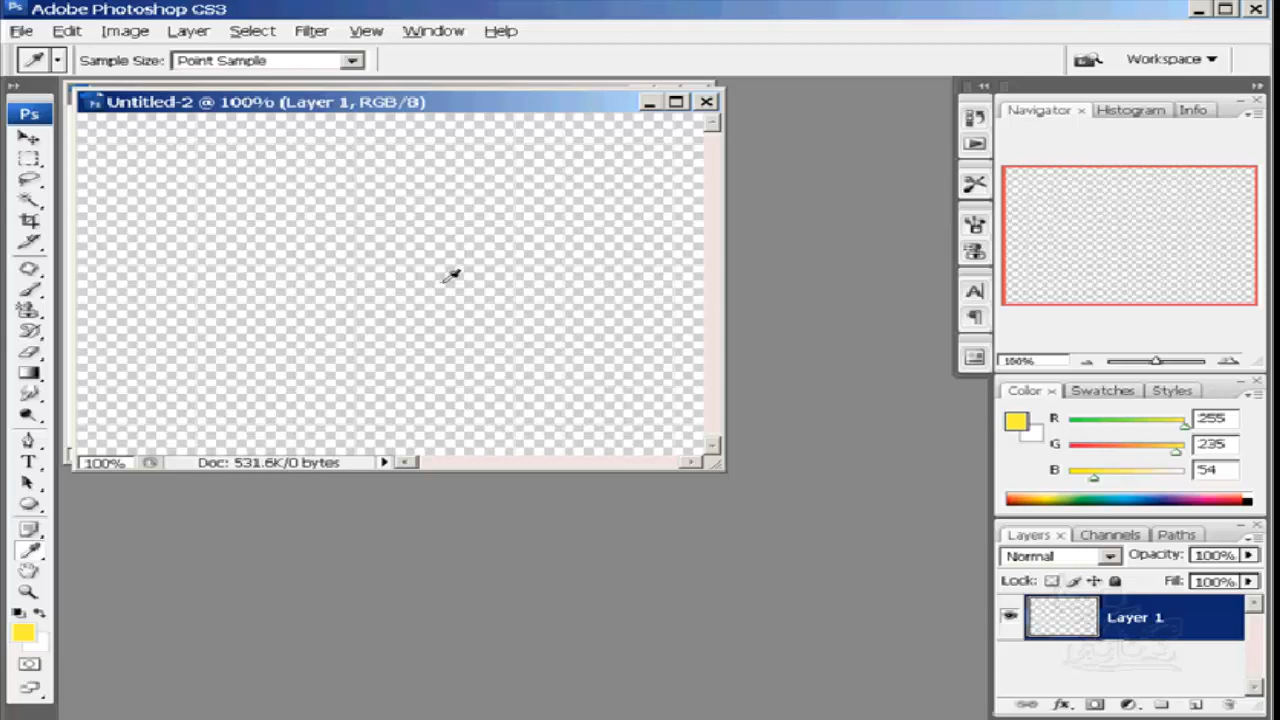 Ps Adobe Photoshop CS3
File Edit Image Layer Select Filter View Window Help
Sample Size: Point Sample Workspace
Ps
Untitled-2 @ 100% (Layer 1, RGB/8)
Navigator x Histogram Info
100%
Color x Swatches Styles
R 255
G 235
B 54
100% Doc: 531.6K/0 bytes
Layers x Channels Paths
Normal Opacity: 100%
Lock: Fill: 100%
Layer 1